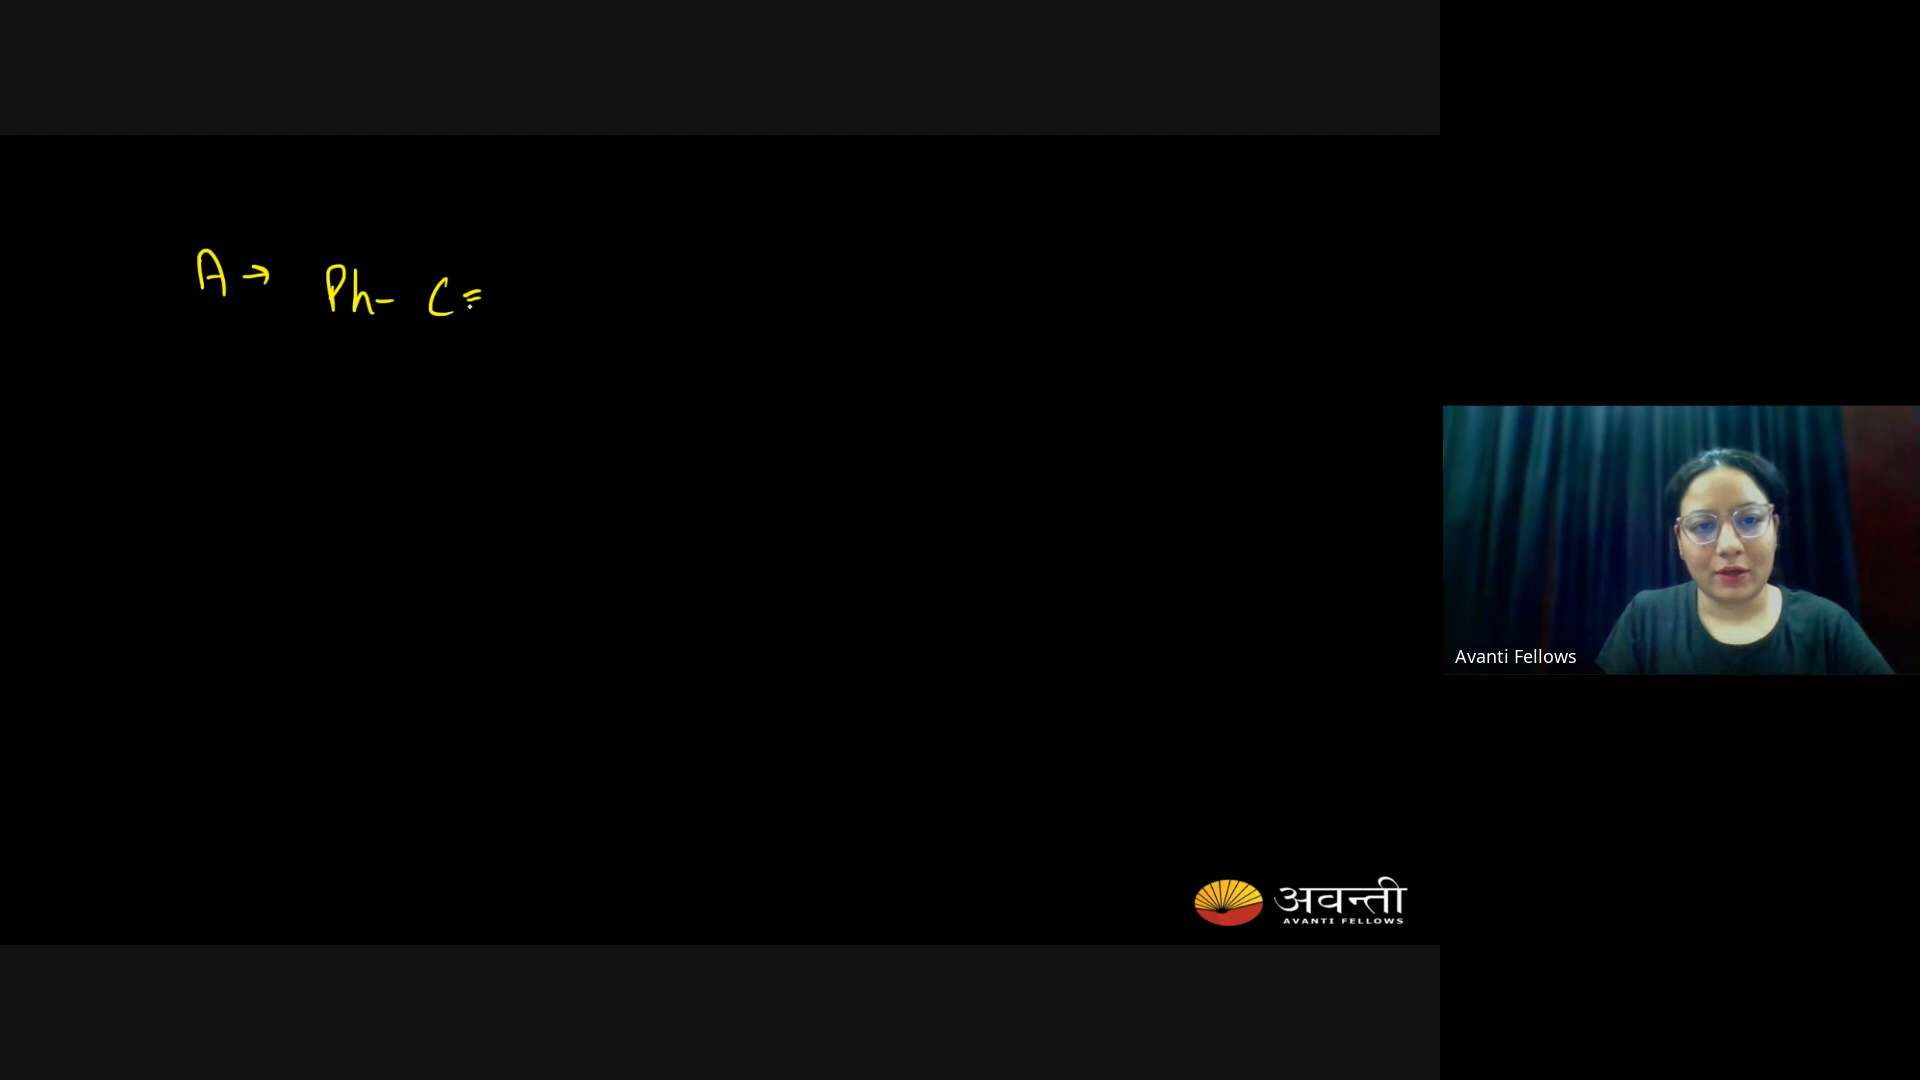 A → Ph- C=
Avanti Fellows
अवन्ती
AVANTI FELLOWS